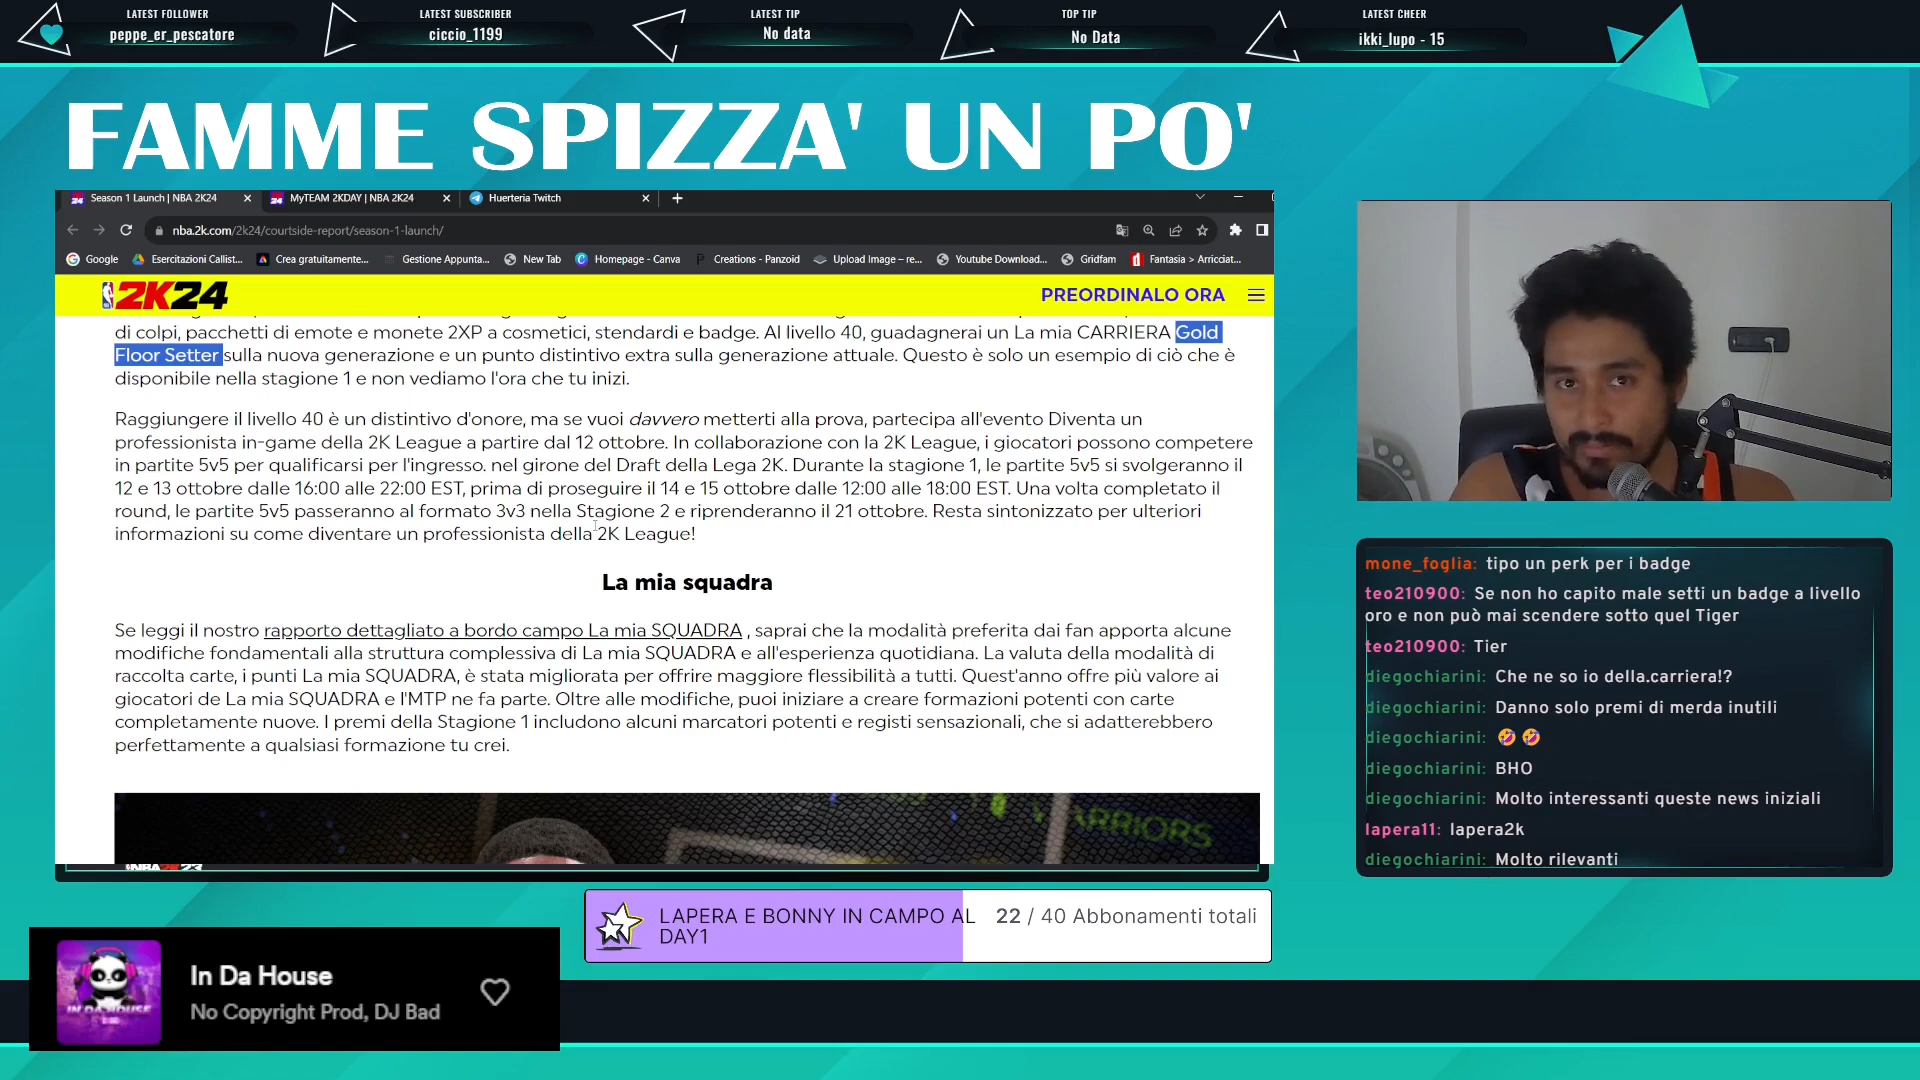 LATEST FOLLOWER
peppe_er_pescatore
LATEST SUBSCRIBER
ciccio_1199
LATEST TIP
No data
TOP TIP
No Data
LATEST CHEER
ikki_lupo - 15
FAMME SPIZZA' UN PO'
Season 1 Launch | NBA 2K24
MyTEAM 2KDAY | NBA 2K24
Huerteria Twitch
nba.2k.com/2k24/courtside-report/season-1-launch/
Google
Esercitazioni Callist...
Crea gratuitamente...
Gestione Appunta...
New Tab
Homepage - Canva
Creations - Panzoid
Upload Image – re...
Youtube Download...
Gridfam
Fantasia > Arricciat...
2K24
PREORDINALO ORA
di colpi, pacchetti di emote e monete 2XP a cosmetici, stendardi e badge. Al livello 40, guadagnerai un La mia CARRIERA Gold
Floor Setter sulla nuova generazione e un punto distintivo extra sulla generazione attuale. Questo è solo un esempio di ciò che è
disponibile nella stagione 1 e non vediamo l'ora che tu inizi.
Raggiungere il livello 40 è un distintivo d'onore, ma se vuoi davvero metterti alla prova, partecipa all'evento Diventa un
professionista in-game della 2K League a partire dal 12 ottobre. In collaborazione con la 2K League, i giocatori possono competere
in partite 5v5 per qualificarsi per l'ingresso. nel girone del Draft della Lega 2K. Durante la stagione 1, le partite 5v5 si svolgeranno il
12 e 13 ottobre dalle 16:00 alle 22:00 EST, prima di proseguire il 14 e 15 ottobre dalle 12:00 alle 18:00 EST. Una volta completato il
round, le partite 5v5 passeranno al formato 3v3 nella Stagione 2 e riprenderanno il 21 ottobre. Resta sintonizzato per ulteriori
informazioni su come diventare un professionista della 2K League!
La mia squadra
Se leggi il nostro rapporto dettagliato a bordo campo La mia SQUADRA , saprai che la modalità preferita dai fan apporta alcune
modifiche fondamentali alla struttura complessiva di La mia SQUADRA e all'esperienza quotidiana. La valuta della modalità di
raccolta carte, i punti La mia SQUADRA, è stata migliorata per offrire maggiore flessibilità a tutti. Quest'anno offre più valore ai
giocatori de La mia SQUADRA e l'MTP ne fa parte. Oltre alle modifiche, puoi iniziare a creare formazioni potenti con carte
completamente nuove. I premi della Stagione 1 includono alcuni marcatori potenti e registi sensazionali, che si adatterebbero
perfettamente a qualsiasi formazione tu crei.
ARRIORS
mone_foglia: tipo un perk per i badge
teo210900: Se non ho capito male setti un badge a livello
oro e non può mai scendere sotto quel Tiger
teo210900: Tier
diegochiarini: Che ne so io della.carriera!?
diegochiarini: Danno solo premi di merda inutili
diegochiarini: 🤣 🤣
diegochiarini: BHO
diegochiarini: Molto interessanti queste news iniziali
lapera11: lapera2k
diegochiarini: Molto rilevanti
LAPERA E BONNY IN CAMPO AL
DAY1
22 / 40 Abbonamenti totali
IN DA HOUSE
In Da House
No Copyright Prod, DJ Bad